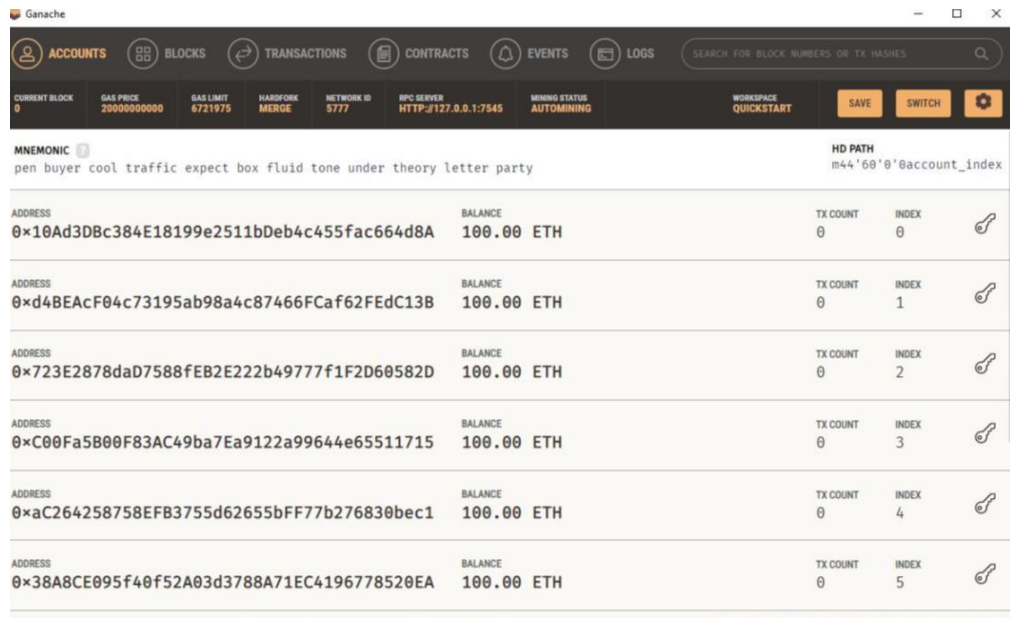 Ganache
ACCOUNTS BLOCKS TRANSACTIONS CONTRACTS EVENTS LOGS SEARCH FOR BLOCK NUMBERS OR TX HASHES
CURRENT BLOCK GAS PRICE GAS LIMIT HARDFORK NETWORK ID RPC SERVER MINING STATUS WORKSPACE
0 20000000000 6721975 MERGE 5777 HTTP://127.0.0.1:7545 AUTOMINING QUICKSTART SAVE SWITCH
MNEMONIC ? HD PATH
pen buyer cool traffic expect box fluid tone under theory letter party m44'60'0'0account_index
ADDRESS BALANCE TX COUNT INDEX
0×10Ad3DBc384E18199e2511bDeb4c455fac664d8A 100.00 ETH 0 0
ADDRESS BALANCE TX COUNT INDEX
0×d4BEAcF04c73195ab98a4c87466FCaf62FEdC13B 100.00 ETH 0 1
ADDRESS BALANCE TX COUNT INDEX
0×723E2878daD7588fEB2E222b49777f1F2D60582D 100.00 ETH 0 2
ADDRESS BALANCE TX COUNT INDEX
0×C00Fa5B00F83AC49ba7Ea9122a99644e65511715 100.00 ETH 0 3
ADDRESS BALANCE TX COUNT INDEX
0×aC264258758EFB3755d62655bFF77b276830bec1 100.00 ETH 0 4
ADDRESS BALANCE TX COUNT INDEX
0×38A8CE095f40f52A03d3788A71EC4196778520EA 100.00 ETH 0 5